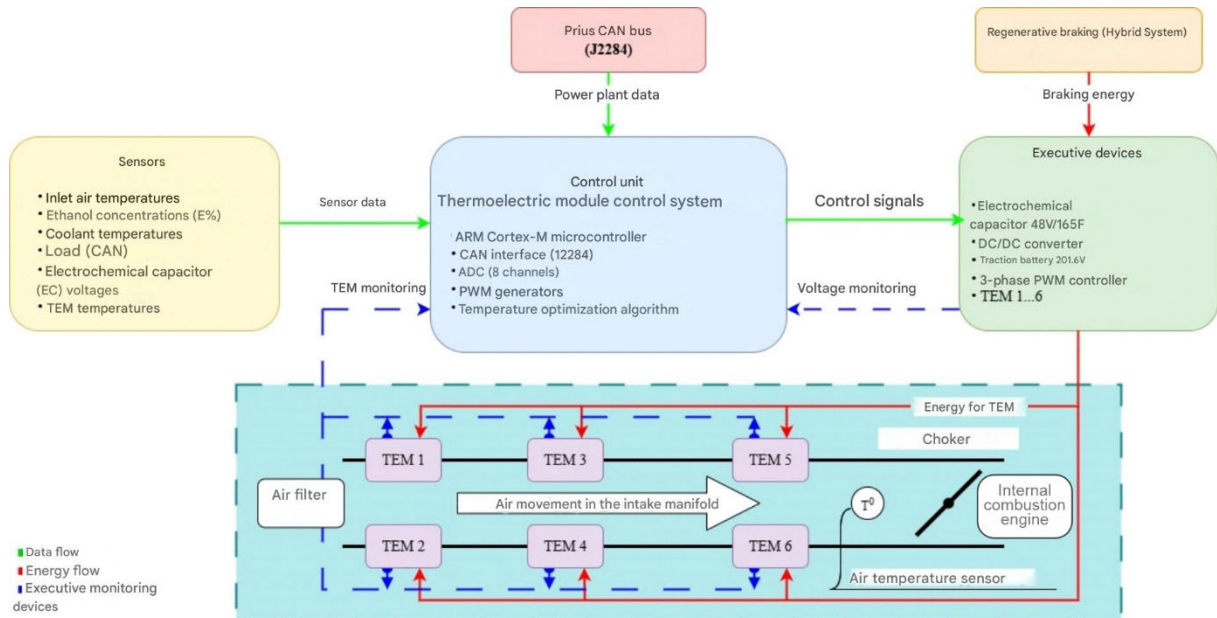 Prius CAN bus
(J2284)
Regenerative braking (Hybrid System)
Power plant data
Braking energy
Sensors
• Inlet air temperatures
• Ethanol concentrations (E%)
• Coolant temperatures
• Load (CAN)
• Electrochemical capacitor
(EC) voltages
• TEM temperatures
Sensor data
TEM monitoring
Control unit
Thermoelectric module control system
• ARM Cortex-M microcontroller
• CAN interface (12284)
• ADC (8 channels)
• PWM generators
• Temperature optimization algorithm
Control signals
Voltage monitoring
Executive devices
• Electrochemical
capacitor 48V/165F
• DC/DC converter
• Traction battery 201.6V
• 3-phase PWM controller
• TEM 1...6
Energy for TEM
Choker
TEM 1
TEM 3
TEM 5
Air filter
Air movement in the intake manifold
T⁰
Internal
combustion
engine
TEM 2
TEM 4
TEM 6
Air temperature sensor
Data flow
Energy flow
Executive monitoring
devices